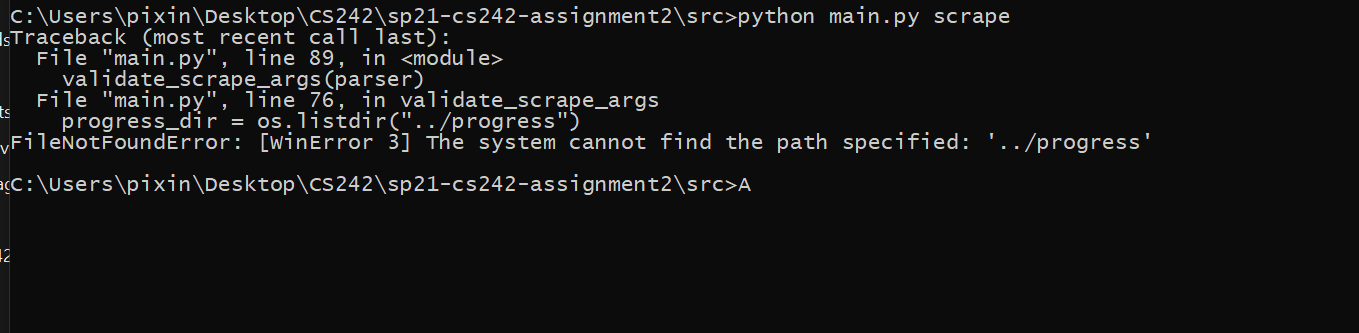 C:\Users\pixin\Desktop\CS242\sp21-cs242-assignment2\src>python main.py scrape
Traceback (most recent call last):
  File "main.py", line 89, in <module>
    validate_scrape_args(parser)
  File "main.py", line 76, in validate_scrape_args
    progress_dir = os.listdir("../progress")
FileNotFoundError: [WinError 3] The system cannot find the path specified: '../progress'
C:\Users\pixin\Desktop\CS242\sp21-cs242-assignment2\src>A